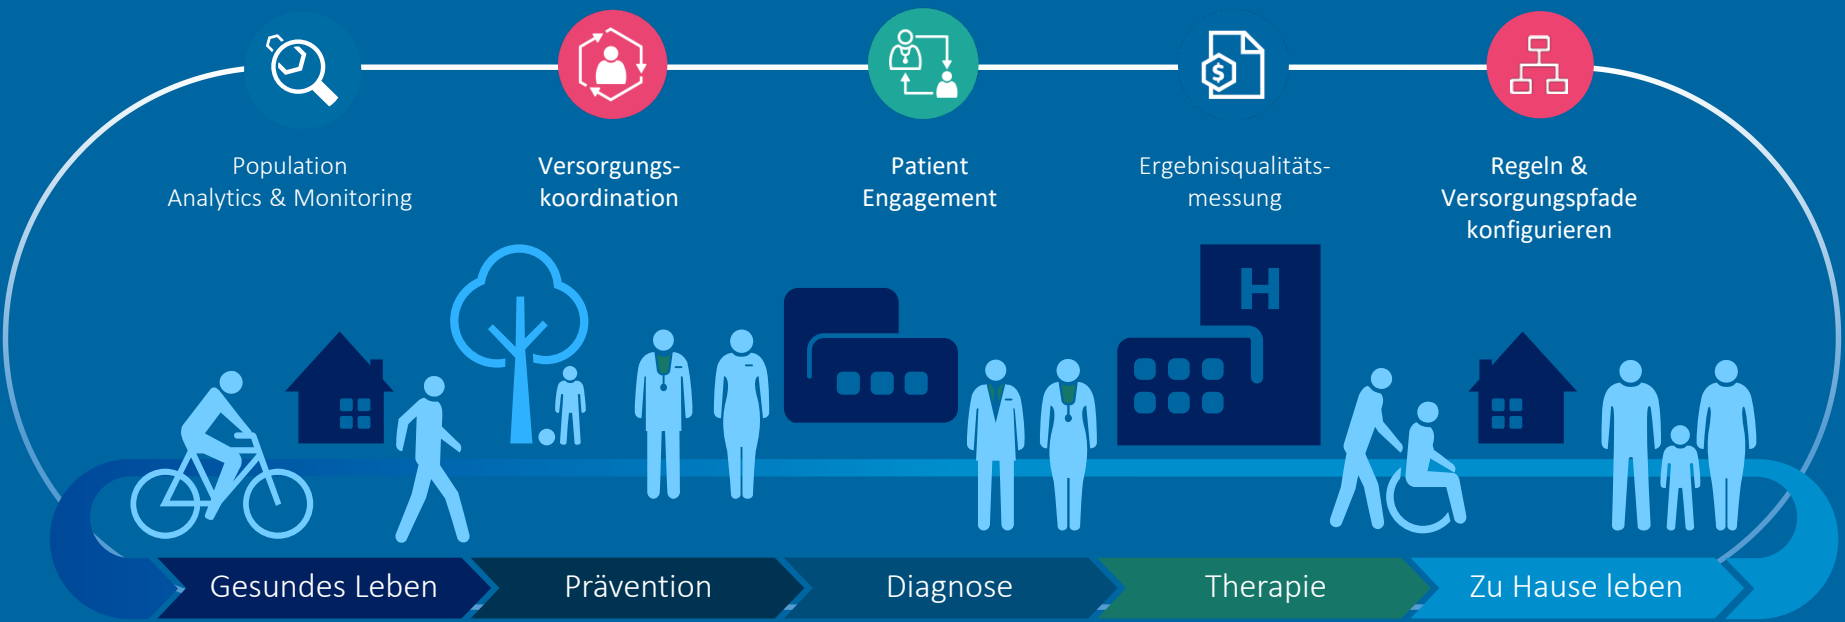 Population
Analytics & Monitoring
Versorgungs-
koordination
Patient
Engagement
$
Ergebnisqualitäts-
messung
Regeln &
Versorgungspfade
konfigurieren
H
Gesundes Leben
Prävention
Diagnose
Therapie
Zu Hause leben